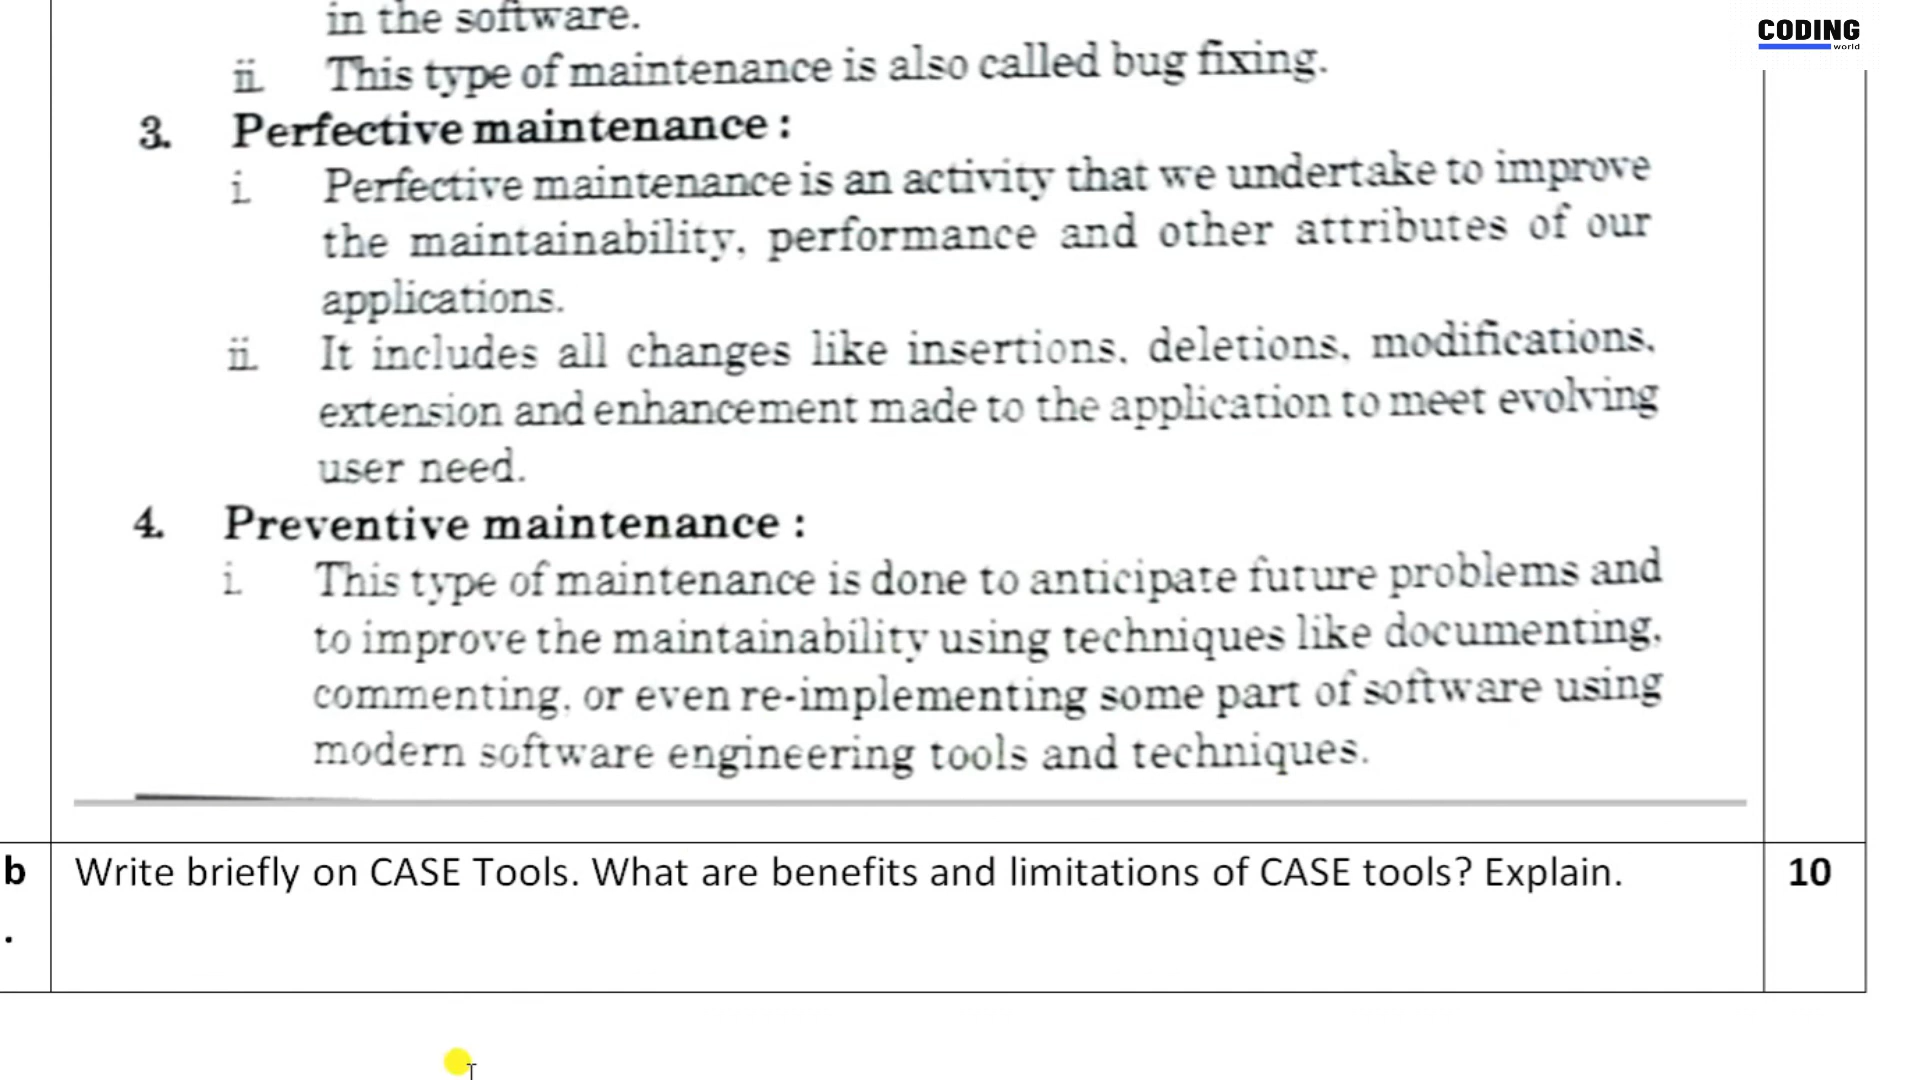 in the software.
CODING
world
ii. This type of maintenance is also called bug fixing.
3. Perfective maintenance :
i. Perfective maintenance is an activity that we undertake to improve
the maintainability, performance and other attributes of our
applications.
ii. It includes all changes like insertions, deletions, modifications,
extension and enhancement made to the application to meet evolving
user need.
4. Preventive maintenance :
i. This type of maintenance is done to anticipate future problems and
to improve the maintainability using techniques like documenting,
commenting, or even re-implementing some part of software using
modern software engineering tools and techniques.
b Write briefly on CASE Tools. What are benefits and limitations of CASE tools? Explain. 10
.